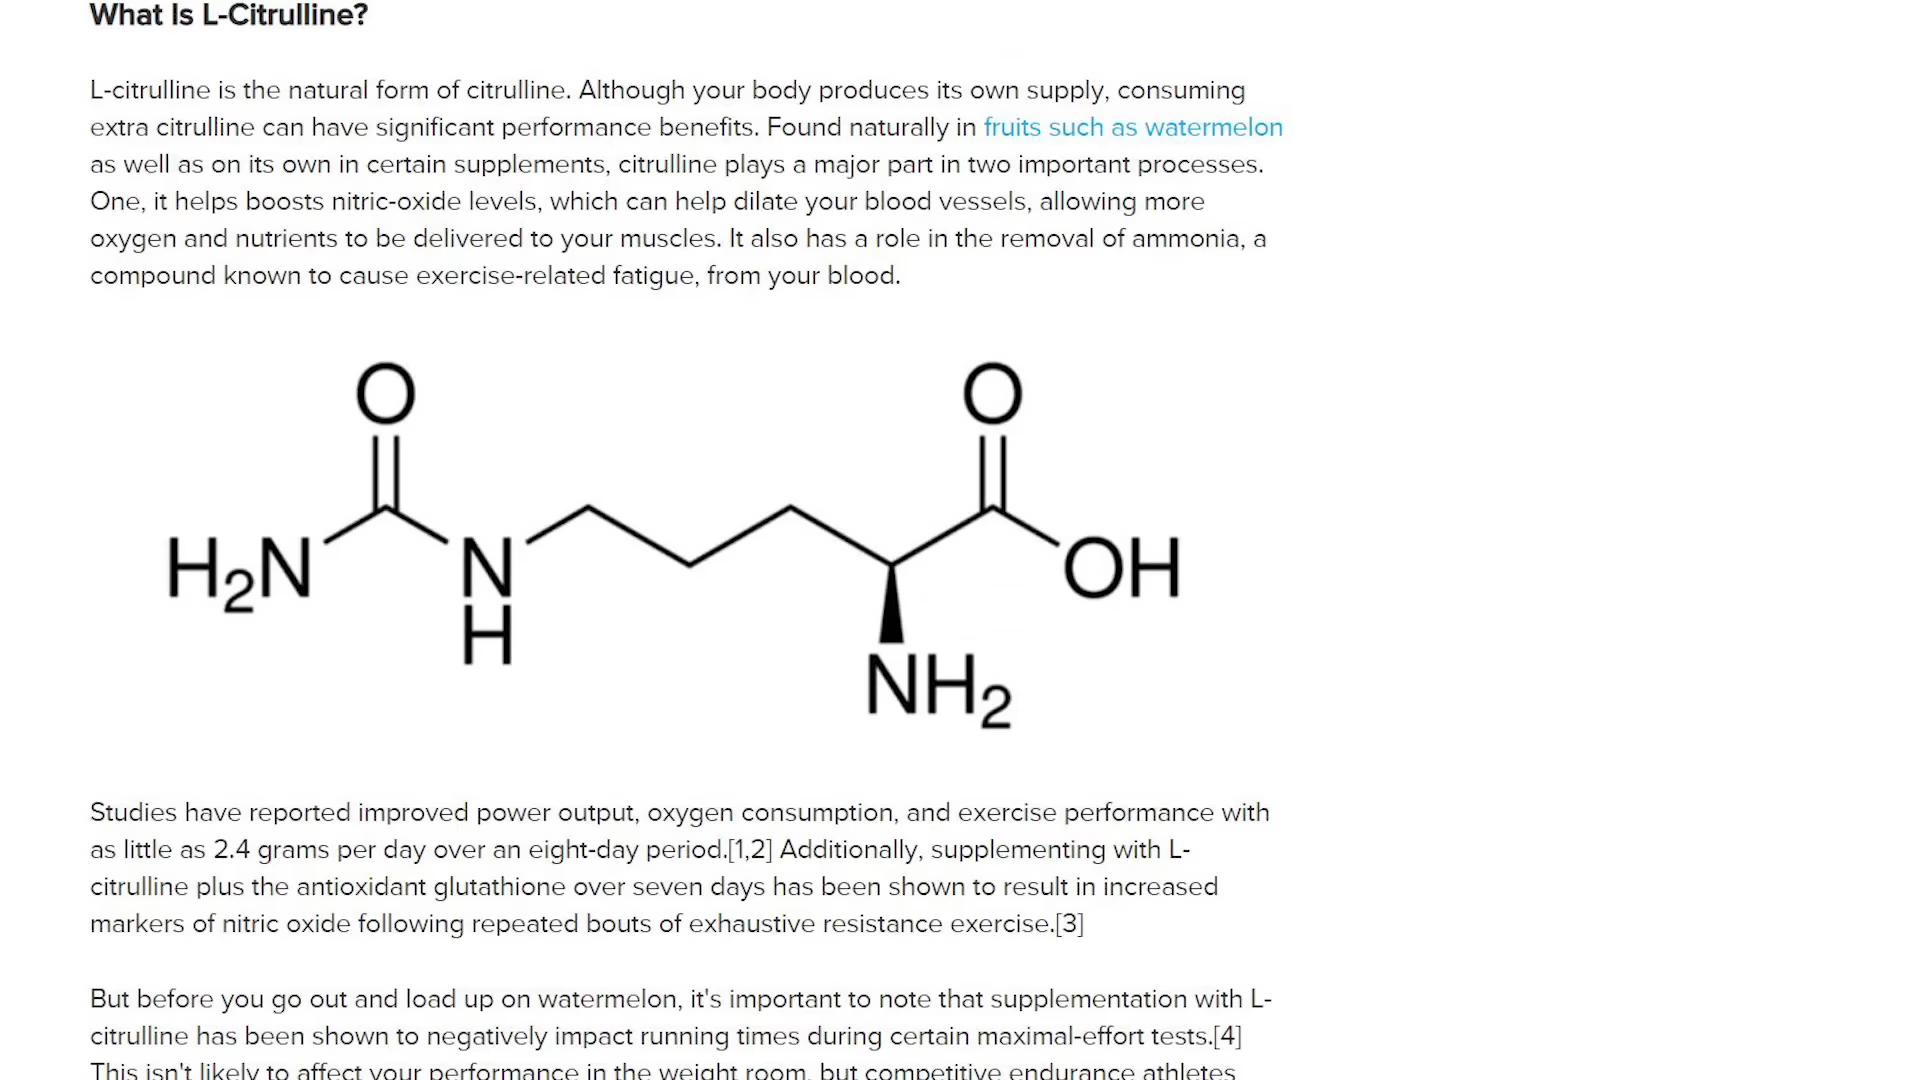 What Is L-Citrulline?
L-citrulline is the natural form of citrulline. Although your body produces its own supply, consuming
extra citrulline can have significant performance benefits. Found naturally in fruits such as watermelon
as well as on its own in certain supplements, citrulline plays a major part in two important processes.
One, it helps boosts nitric-oxide levels, which can help dilate your blood vessels, allowing more
oxygen and nutrients to be delivered to your muscles. It also has a role in the removal of ammonia, a
compound known to cause exercise-related fatigue, from your blood.
O O
H₂N N OH
H
NH₂
Studies have reported improved power output, oxygen consumption, and exercise performance with
as little as 2.4 grams per day over an eight-day period.[1,2] Additionally, supplementing with L-
citrulline plus the antioxidant glutathione over seven days has been shown to result in increased
markers of nitric oxide following repeated bouts of exhaustive resistance exercise.[3]
But before you go out and load up on watermelon, it's important to note that supplementation with L-
citrulline has been shown to negatively impact running times during certain maximal-effort tests.[4]
This isn't likely to affect your performance in the weight room, but competitive endurance athletes